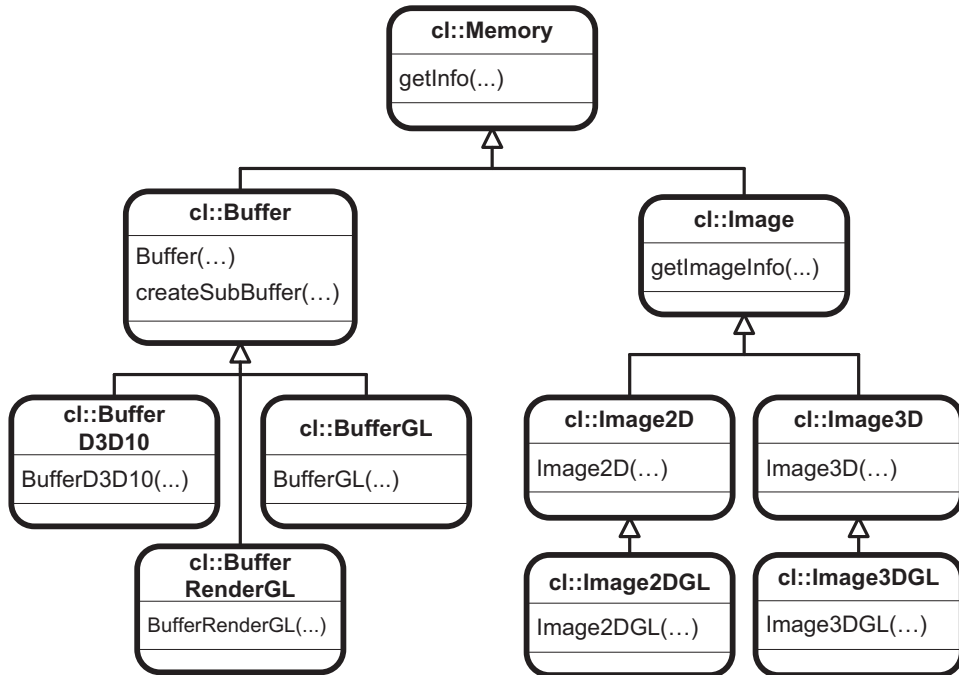 cl::Memory
getInfo(...)
cl::Buffer
Buffer(…)
createSubBuffer(…)
cl::Image
getImageInfo(...)
cl::Buffer
D3D10
BufferD3D10(...)
cl::BufferGL
BufferGL(...)
cl::Image2D
Image2D(…)
cl::Image3D
Image3D(…)
cl::Buffer
RenderGL
BufferRenderGL(...)
cl::Image2DGL
Image2DGL(…)
cl::Image3DGL
Image3DGL(…)